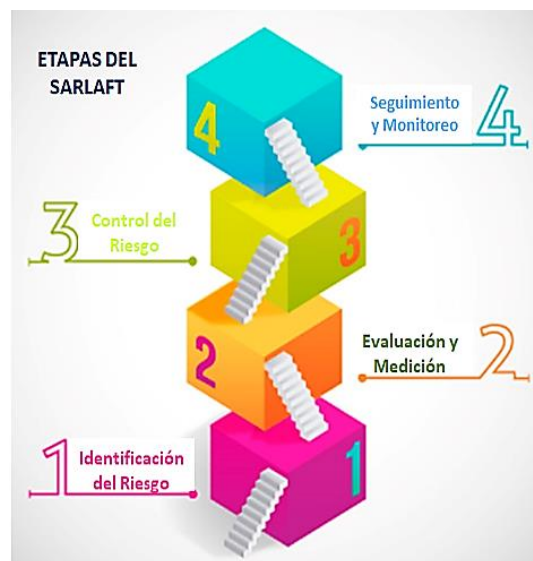 ETAPAS DEL
SARLAFT
4
Seguimiento
y Monitoreo
4
3
Control del
Riesgo
3
2
Evaluación y
Medición
2
1
Identificación
del Riesgo
1